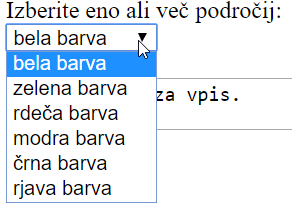 Izberite eno ali več področij:
bela barva
bela barva
zelena barva
za vpis.
rdeča barva
modra barva
črna barva
rjava barva